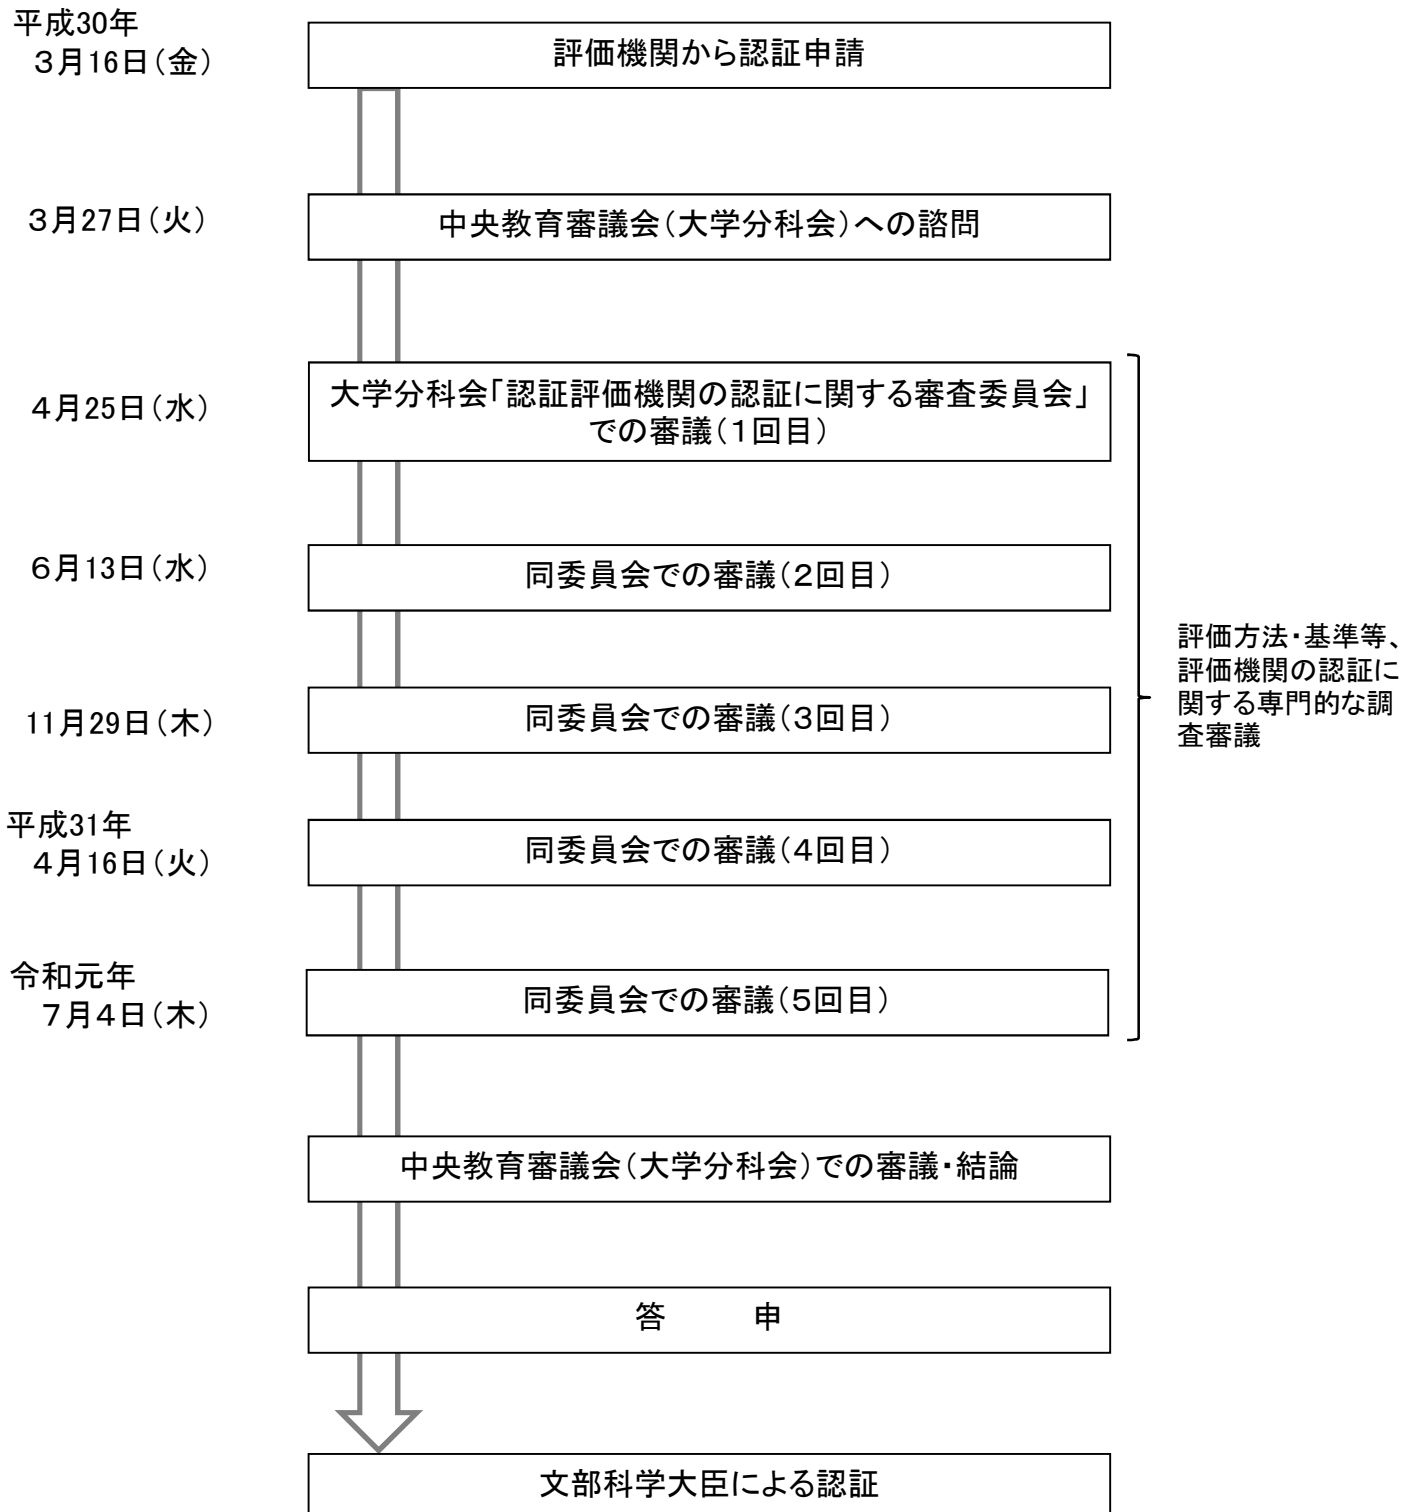 平成30年
3月16日(金)
評価機関から認証申請
3月27日(火)
中央教育審議会(大学分科会)への諮問
4月25日(水)
大学分科会「認証評価機関の認証に関する審査委員会」
での審議(1回目)
6月13日(水)
同委員会での審議(2回目)
11月29日(木)
同委員会での審議(3回目)
平成31年
4月16日(火)
同委員会での審議(4回目)
令和元年
7月4日(木)
同委員会での審議(5回目)
評価方法・基準等、
評価機関の認証に
関する専門的な調
査審議
中央教育審議会(大学分科会)での審議・結論
答　　申
文部科学大臣による認証